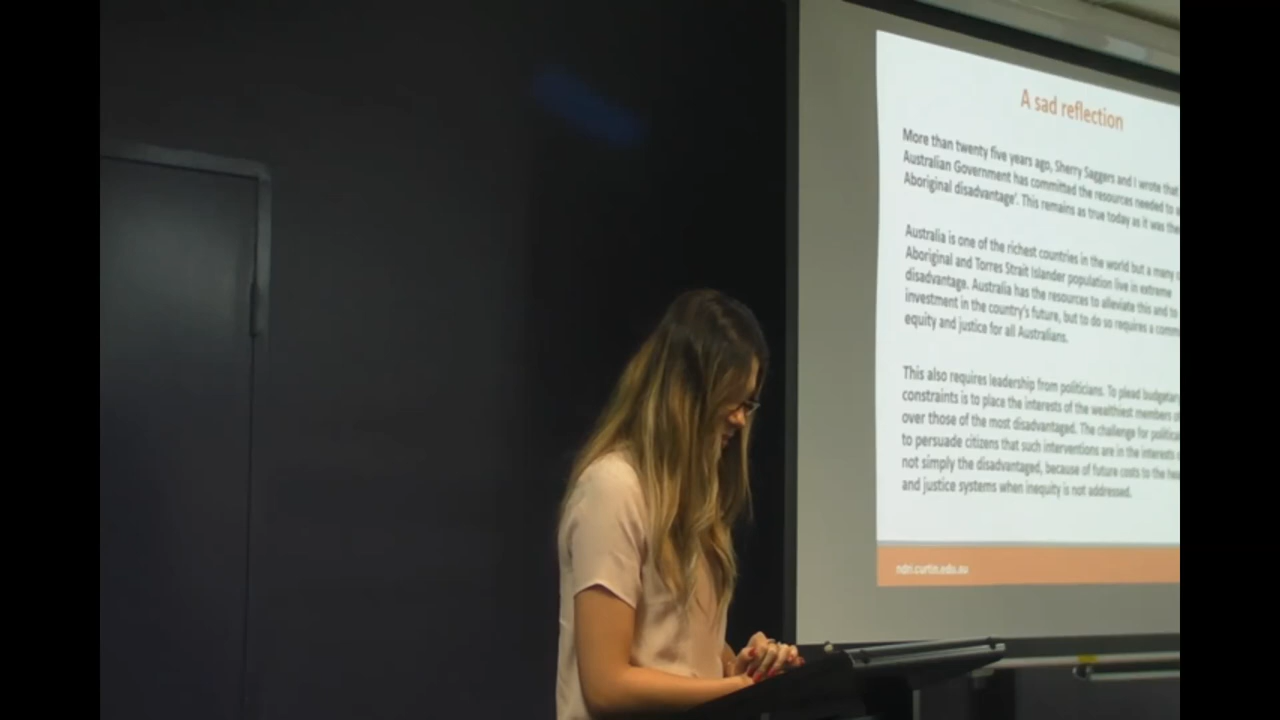 A sad reflection
More than twenty five years ago, Sherry Saggers and I wrote that
Australian Government has committed the resources needed to
Aboriginal disadvantage'. This remains as true today as it was
Australia is one of the richest countries in the world but a many
Aboriginal and Torres Strait Islander population live in extreme
disadvantage. Australia has the resources to alleviate this and to
investment in the country's future, but to do so requires a
equity and justice for all Australians.
This also requires leadership from politicians. To plead
constraints is to place the interests of the wealthiest members
over those of the most disadvantaged. The challenge for
to persuade citizens that such interventions are in the interests
not simply the disadvantaged, because of future costs to the
and justice systems when inequity is not addressed.
ndri.curtin.edu.au